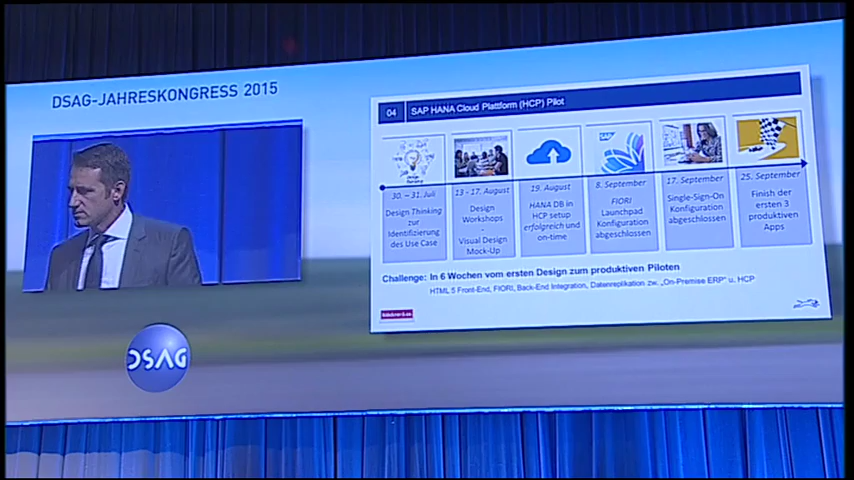 DSAG-JAHRESKONGRESS 2015
04 SAP HANA Cloud Plattform (HCP) Pilot
SAP
30. – 31. Juli
Design Thinking
zur
Identifizierung
des Use Case
13 - 17. August
Design
Workshops
-
Visual Design
Mock-Up
19. August
HANA DB in
HCP setup
erfolgreich und
on-time
8. September
FIORI
Launchpad
Konfiguration
abgeschlossen
17. September
Single-Sign-On
Konfiguration
abgeschlossen
25. September
Finish der
ersten 3
produktiven
Apps
Challenge: In 6 Wochen vom ersten Design zum produktiven Piloten
HTML 5 Front-End, FIORI, Back-End Integration, Datenreplikation zw. „On-Premise ERP“ u. HCP
DSAG